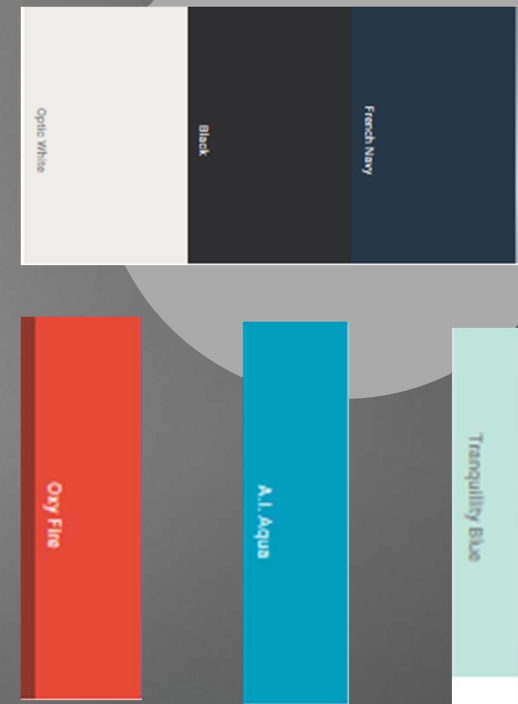 Optic White
Black
French Navy
Oxy Fire
A.I. Aqua
Tranquility Blue